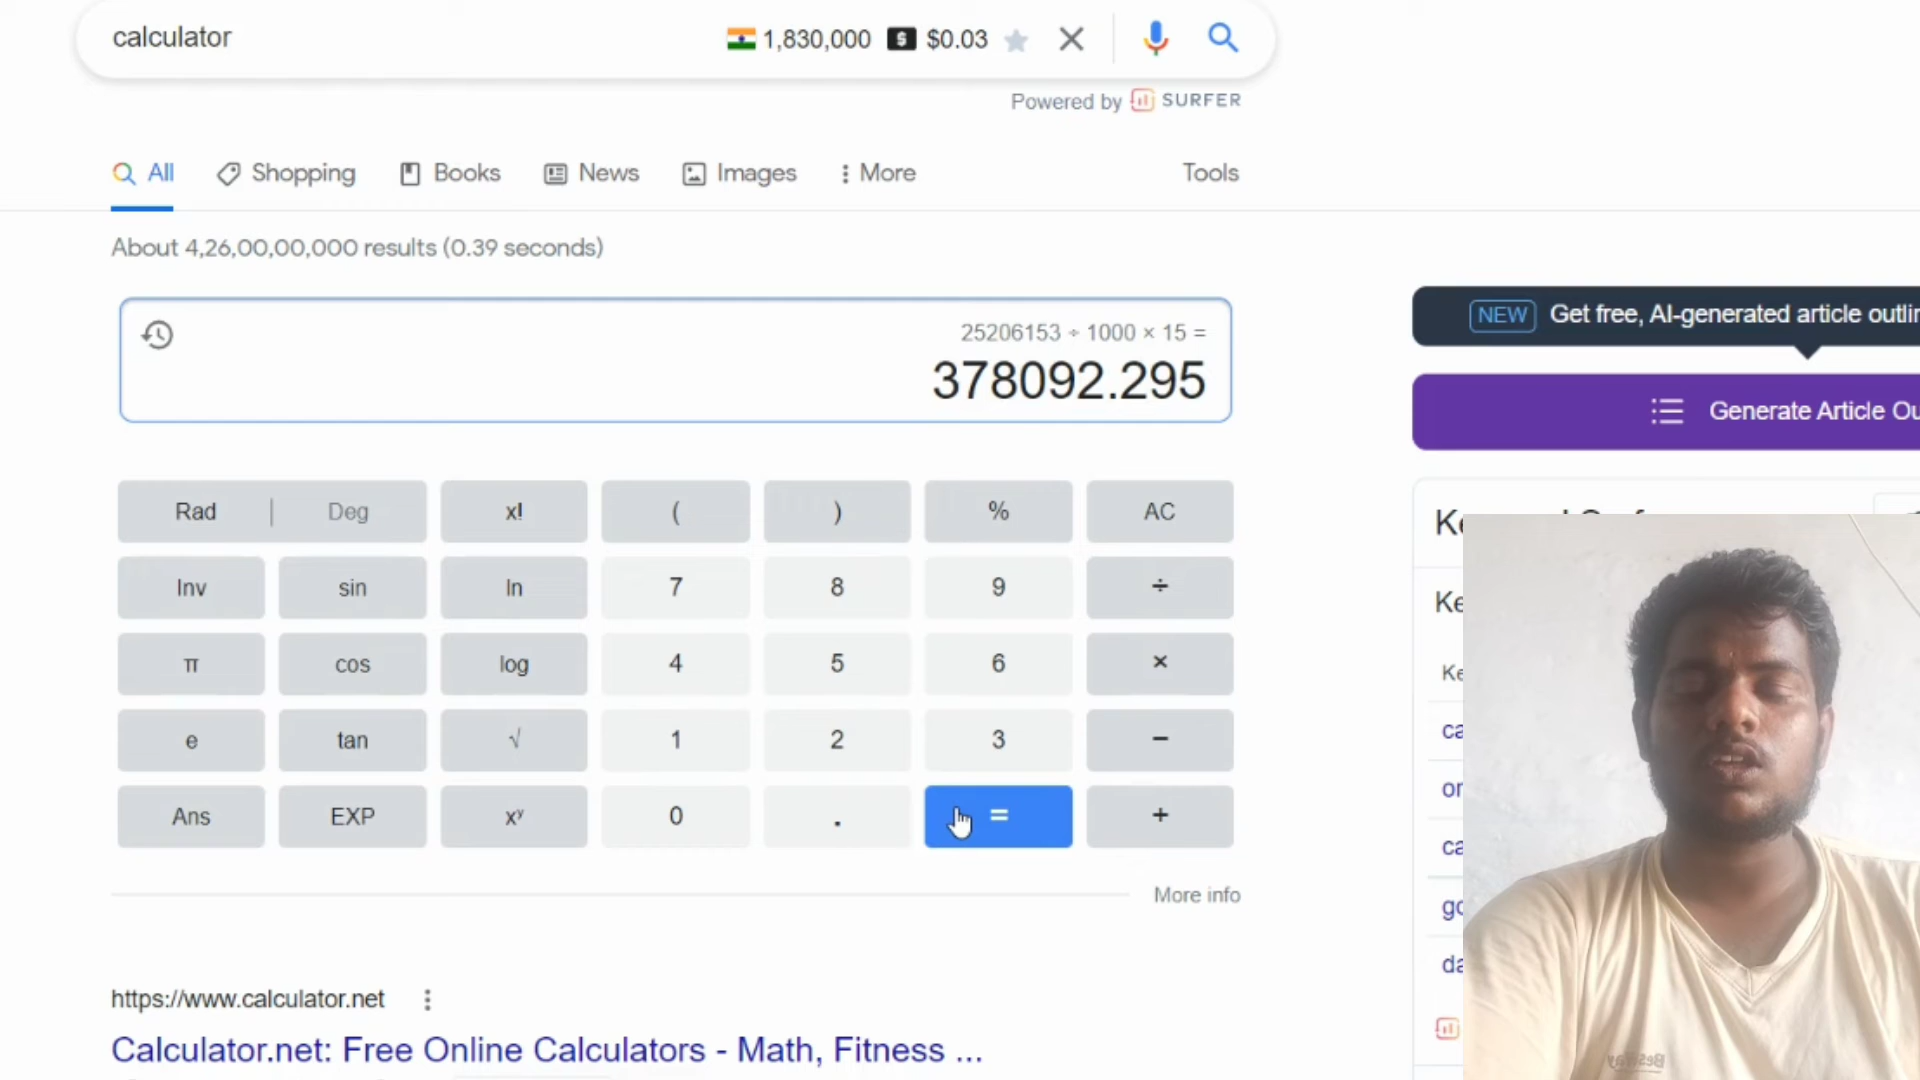 calculator
1,830,000 $ $0.03
Powered by SURFER
All Shopping Books News Images More Tools
About 4,26,00,00,000 results (0.39 seconds)
25206153 ÷ 1000 × 15 =
378092.295
NEW Get free, AI-generated article
Generate Article
Rad | Deg x! ( ) % AC
Inv sin ln 7 8 9 ÷
π cos log 4 5 6 ×
e tan √ 1 2 3 −
Ans EXP xʸ 0 . = +
More info
https://www.calculator.net
Calculator.net: Free Online Calculators - Math, Fitness ...